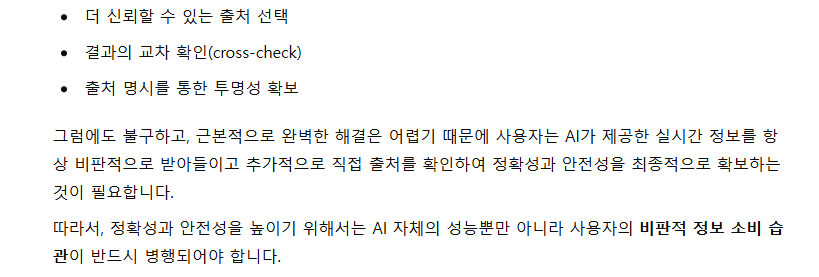 • 더 신뢰할 수 있는 출처 선택
• 결과의 교차 확인(cross-check)
• 출처 명시를 통한 투명성 확보
그럼에도 불구하고, 근본적으로 완벽한 해결은 어렵기 때문에 사용자는 AI가 제공한 실시간 정보를 항
상 비판적으로 받아들이고 추가적으로 직접 출처를 확인하여 정확성과 안전성을 최종적으로 확보하는
것이 필요합니다.
따라서, 정확성과 안전성을 높이기 위해서는 AI 자체의 성능뿐만 아니라 사용자의 비판적 정보 소비 습
관이 반드시 병행되어야 합니다.